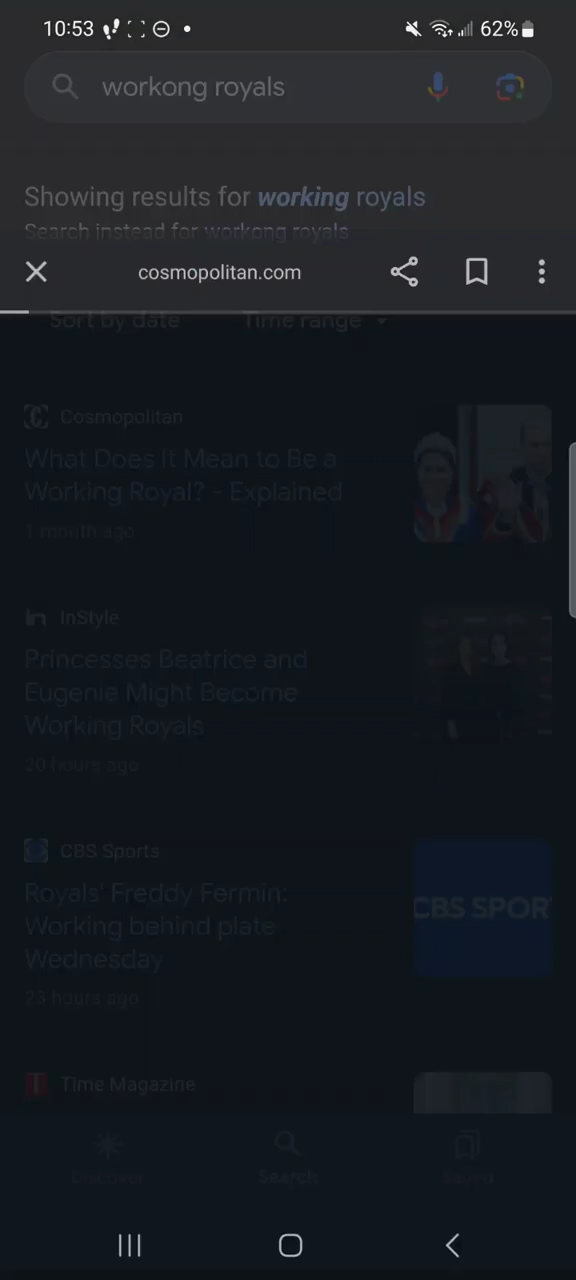 10:53
62%
workong royals
Showing results for working royals
Search instead for workong royals
cosmopolitan.com
Sort by date Time range
Cosmopolitan
What Does It Mean to Be a
Working Royal? - Explained
1 month ago
InStyle
Princesses Beatrice and
Eugenie Might Become
Working Royals
20 hours ago
CBS Sports
Royals' Freddy Fermin:
Working behind plate
Wednesday
CBS SPOR
23 hours ago
Time Magazine
Discover Search Saved